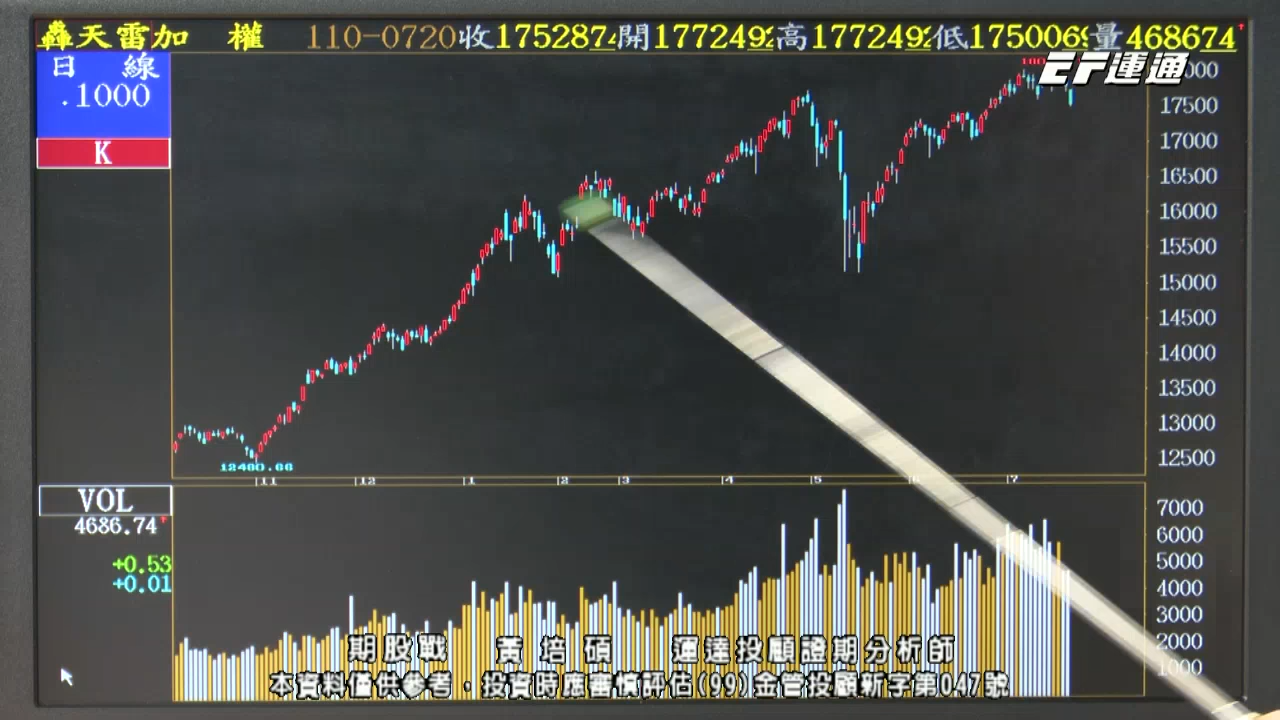 轟天雷加 權 110-0720收1752874開1772492高1772492低1750069量468674
日 線
.1000
K
EF運通
17500
17000
16500
16000
15500
15000
14500
14000
13500
13000
12500
12480.66
11 12 1 2 3 4 5 6 7
VOL
4686.74
+0.53
+0.01
7000
6000
5000
4000
3000
2000
1000
期股戰 黃培碩 運達投顧證期分析師
本資料僅供參考，投資時應審慎評估(99)金管投顧新字第047號